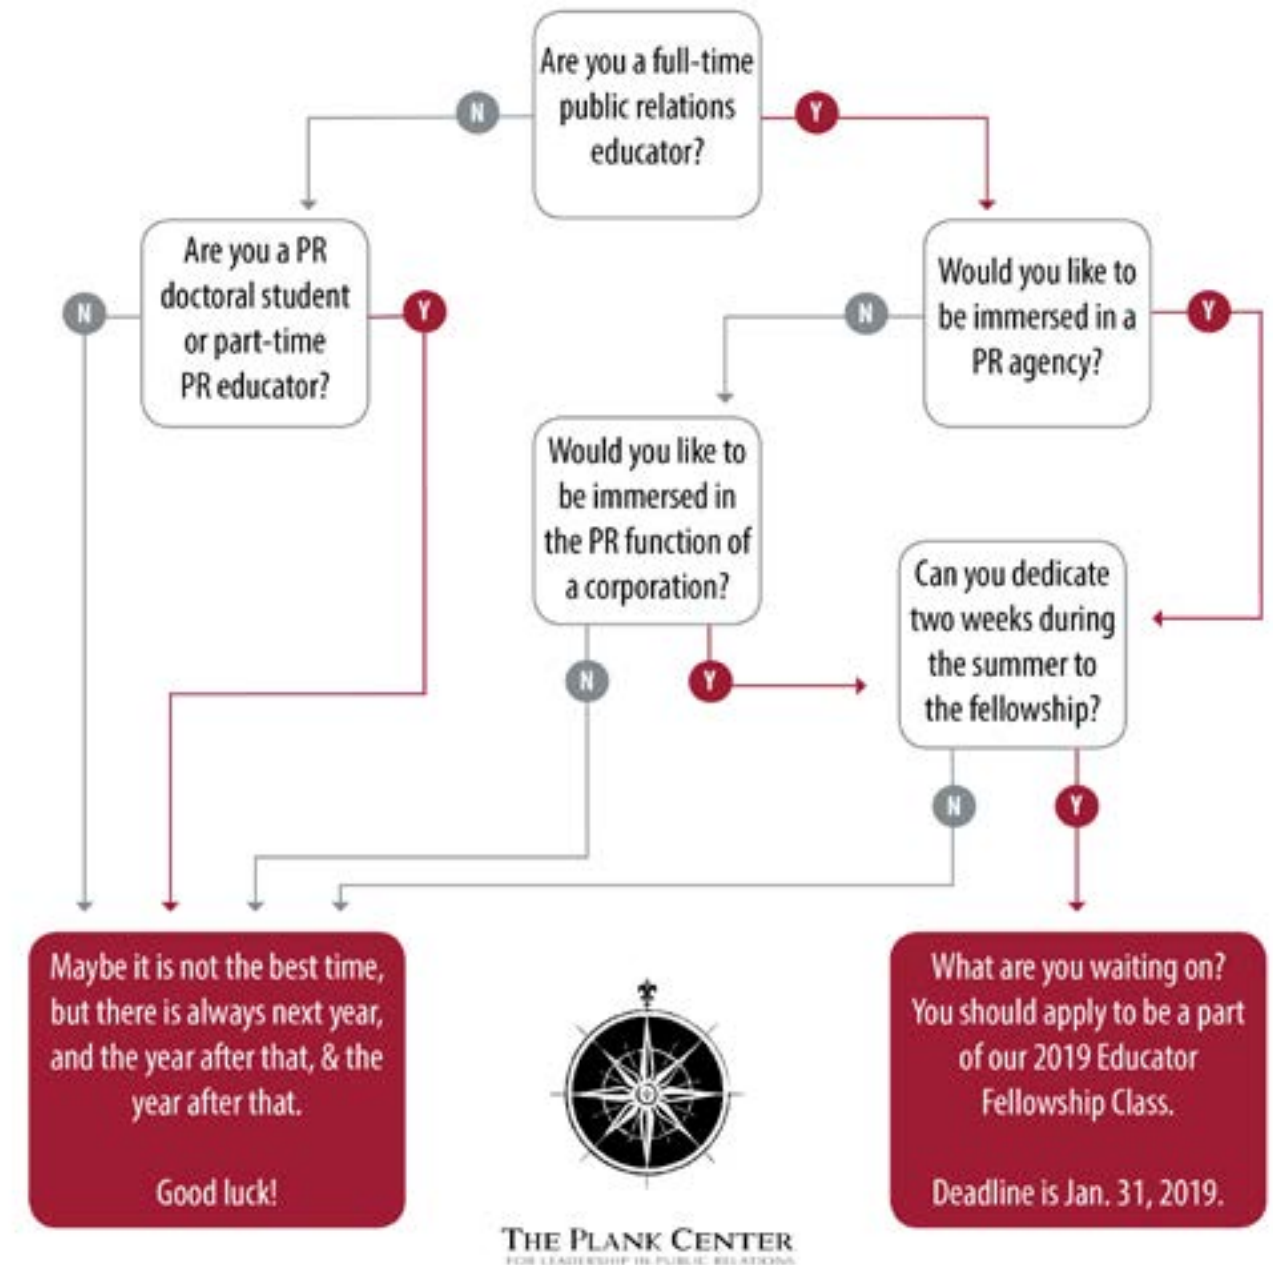 Are you a full-time
public relations
educator?
N
Y
Are you a PR
doctoral student
or part-time
PR educator?
N
Y
Would you like to
be immersed in a
PR agency?
N
Y
Would you like to
be immersed in
the PR function of
a corporation?
N
Y
Can you dedicate
two weeks during
the summer to
the fellowship?
N
Y
Maybe it is not the best time,
but there is always next year,
and the year after that, & the
year after that.
Good luck!
What are you waiting on?
You should apply to be a part
of our 2019 Educator
Fellowship Class.
Deadline is Jan. 31, 2019.
THE PLANK CENTER
FOR LEADERSHIP IN PUBLIC RELATIONS